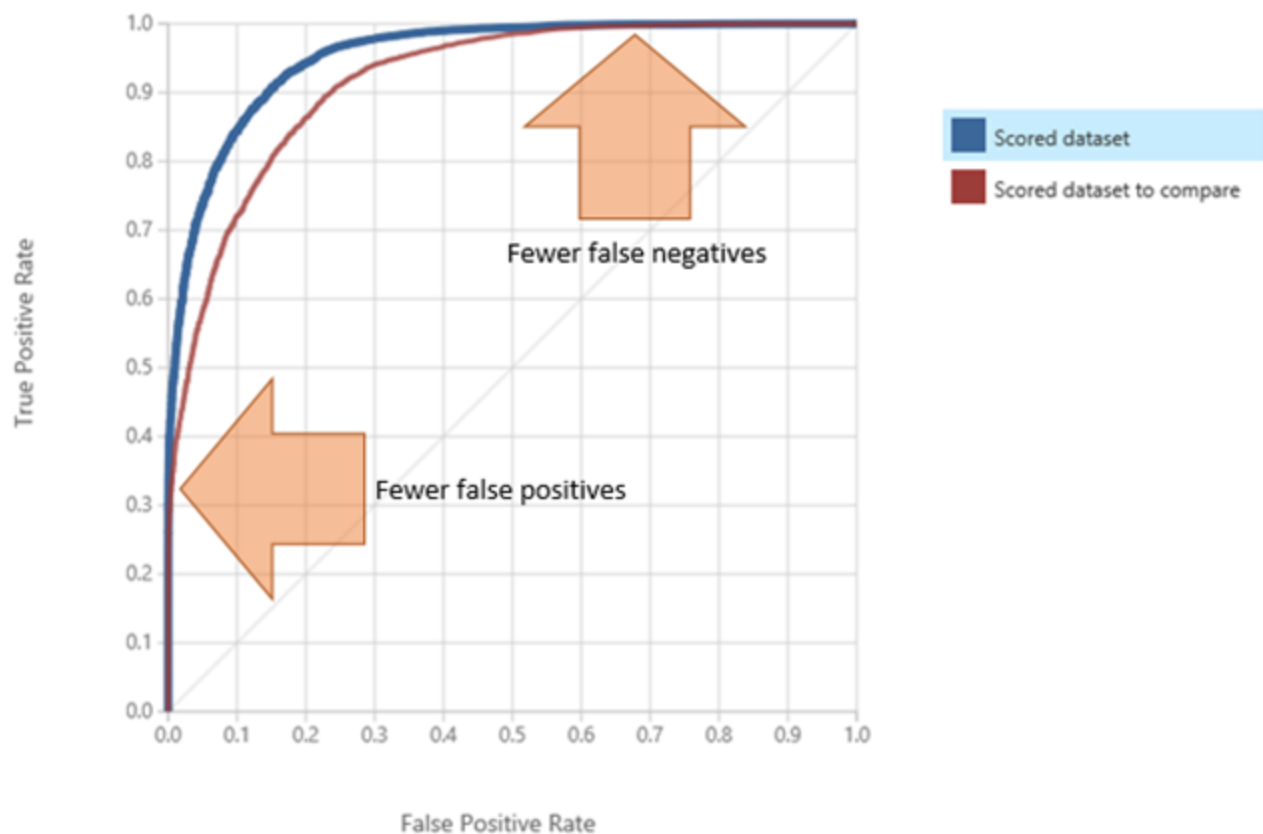 1.0
0.9
0.8
0.7
0.6
0.5
0.4
0.3
0.2
0.1
0.0
True Positive Rate
Fewer false negatives
Fewer false positives
0.0 0.1 0.2 0.3 0.4 0.5 0.6 0.7 0.8 0.9 1.0
False Positive Rate
Scored dataset
Scored dataset to compare